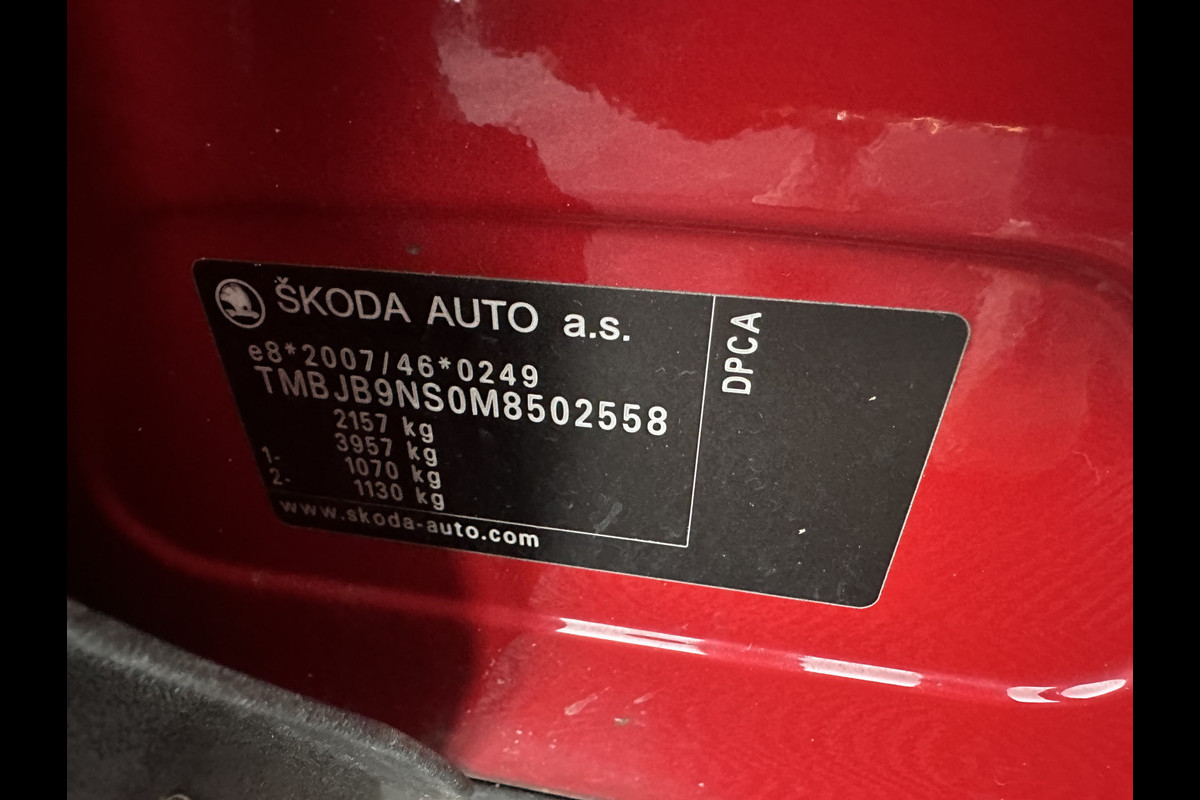 ŠKODA AUTO a.s.
e8*2007/46*0249
TMBJB9NS0M8502558
2157 kg
3957 kg
1- 1070 kg
2- 1130 kg
www.skoda-auto.com
DPCA